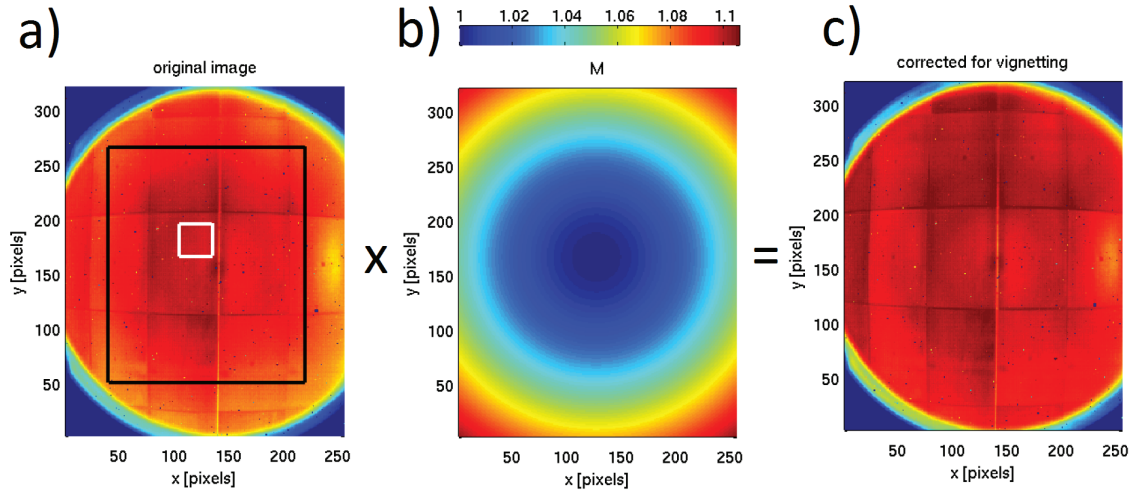 a)
original image
300
250
200
150
100
50
y [pixels]
50 100 150 200 250
x [pixels]
x
b)
1 1.02 1.04 1.06 1.08 1.1
M
300
250
200
150
100
50
y [pixels]
50 100 150 200 250
x [pixels]
=
c)
corrected for vignetting
300
250
200
150
100
50
y [pixels]
50 100 150 200 250
x [pixels]